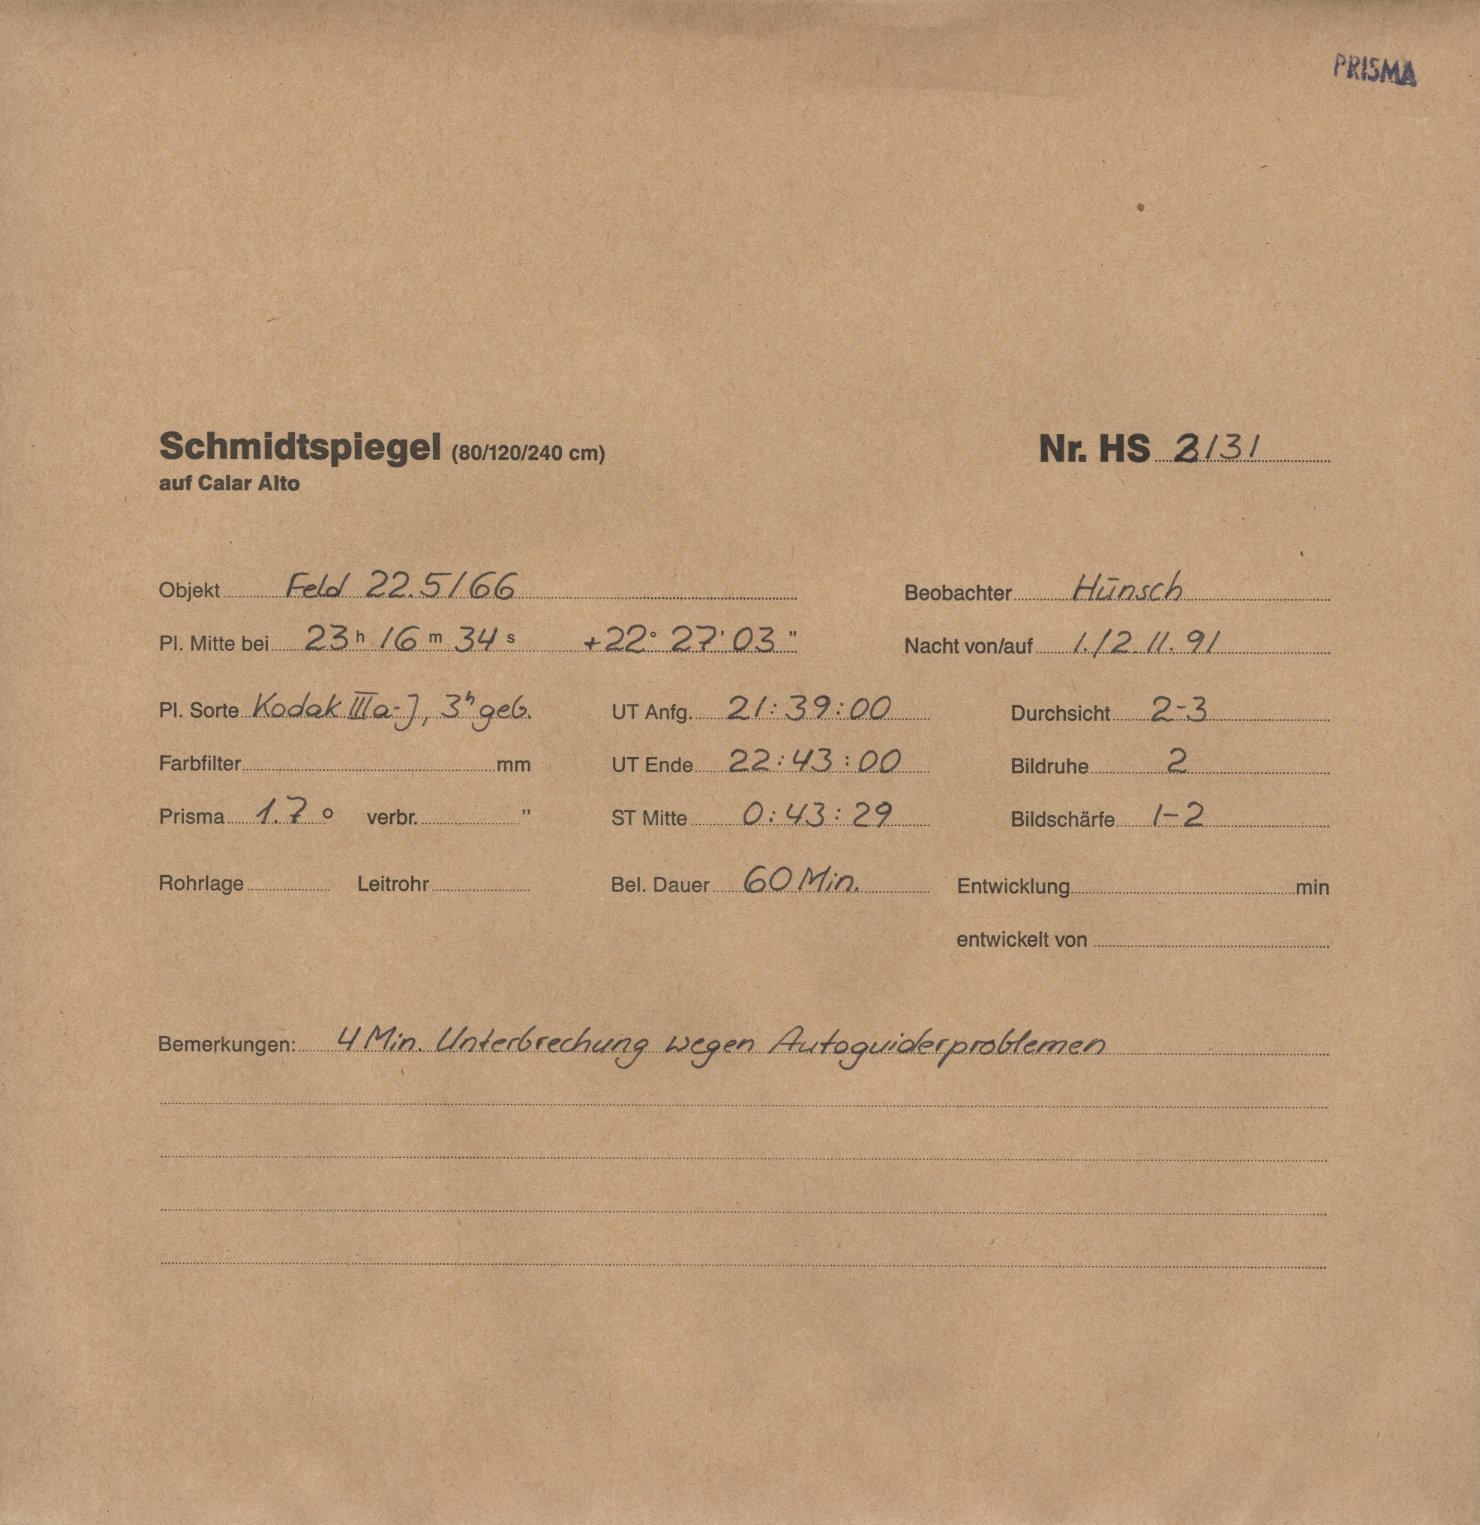 PRISMA
Schmidtspiegel (80/120/240 cm) Nr. HS
auf Calar Alto
Objekt Feld 22.5/66 Beobachter Hünsch
Pl. Mitte bei 23 h 16 m 34 s +22° 27' 03 " Nacht von/auf 1./2.11.91
Pl. Sorte Kodak IIIa-J, 3ʰ geb. UT Anfg. 21:39:00 Durchsicht 2-3
Farbfilter mm UT Ende 22:43:00 Bildruhe 2
Prisma 1.7 ° verbr. " ST Mitte 0:43:29 Bildschärfe 1-2
Rohrlage Leitrohr Bel. Dauer 60 Min. Entwicklung min
entwickelt von
Bemerkungen: 4 Min. Unterbrechung wegen Autoguiderproblemen